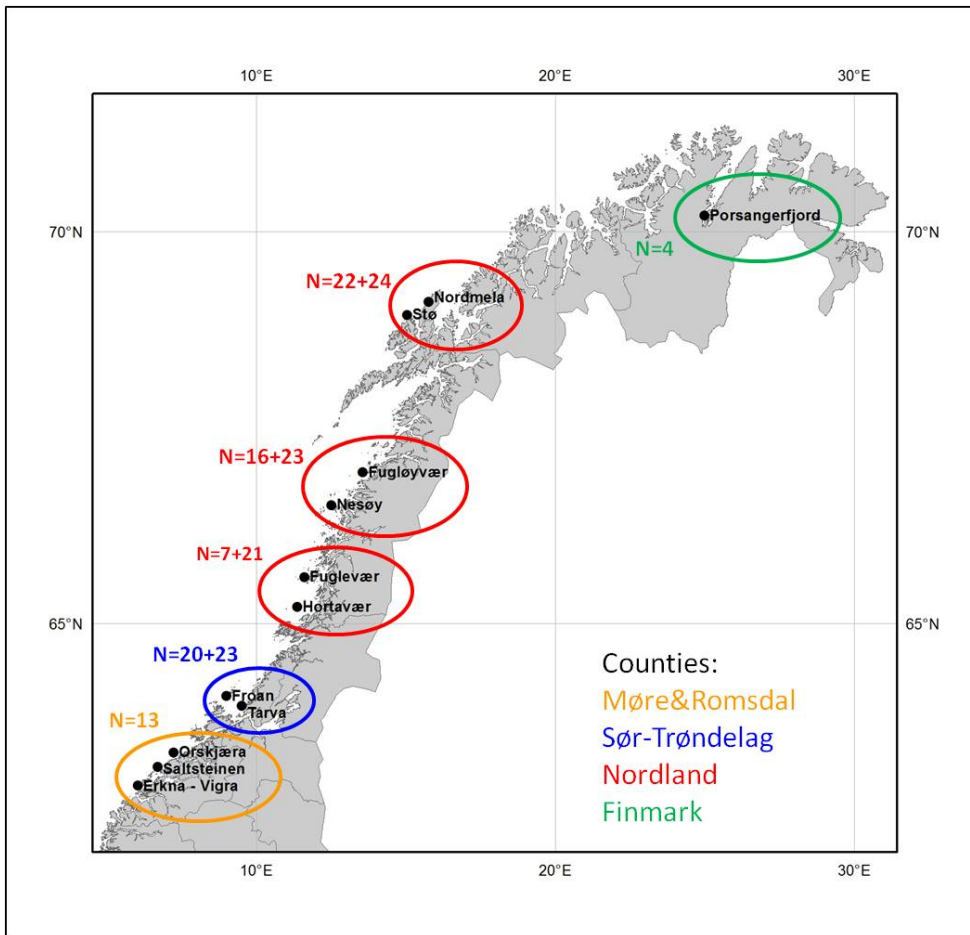 10°E 20°E 30°E
Porsangerfjord
70°N 70°N
N=4
N=22+24
Nordmela
Stø
N=16+23
Fugløyvær
Nesøy
N=7+21
Fuglevær
Hortavær
65°N 65°N
N=20+23
Froan
Tarva
N=13
Orskjæra
Saltsteinen
Erkna - Vigra
Counties:
Møre&Romsdal
Sør-Trøndelag
Nordland
Finmark
10°E 20°E 30°E